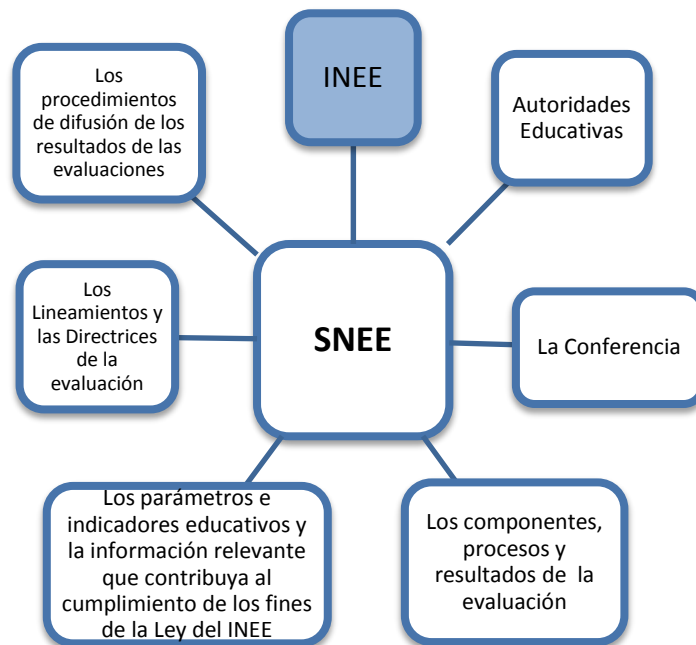 INEE
Autoridades
Educativas
La Conferencia
Los componentes,
procesos y
resultados de la
evaluación
Los parámetros e
indicadores educativos y
la información relevante
que contribuya al
cumplimiento de los fines
de la Ley del INEE
Los
Lineamientos y
las Directrices
de la
evaluación
Los
procedimientos
de difusión de los
resultados de las
evaluaciones
SNEE